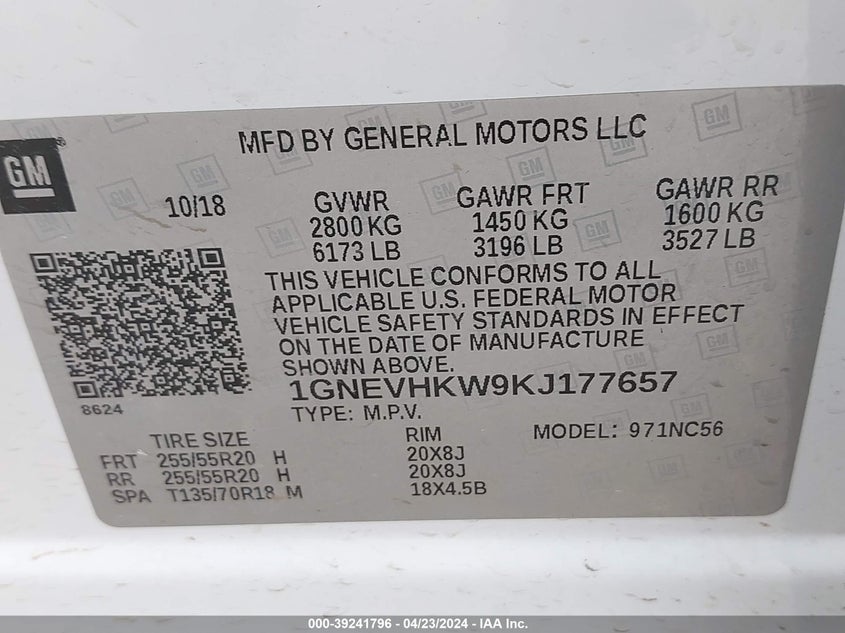 GM
MFD BY GENERAL MOTORS LLC
10/18
GVWR GAWR FRT GAWR RR
2800 KG 1450 KG 1600 KG
6173 LB 3196 LB 3527 LB
THIS VEHICLE CONFORMS TO ALL
APPLICABLE U.S. FEDERAL MOTOR
VEHICLE SAFETY STANDARDS IN EFFECT
ON THE DATE OF MANUFACTURE
SHOWN ABOVE.
1GNEVHKW9KJ177657
8624
TYPE: M.P.V.
TIRE SIZE RIM MODEL: 971NC56
FRT 255/55R20 H 20X8J
RR 255/55R20 H 20X8J
SPA T135/70R18 M 18X4.5B
000-39241796 - 04/23/2024 - IAA Inc.